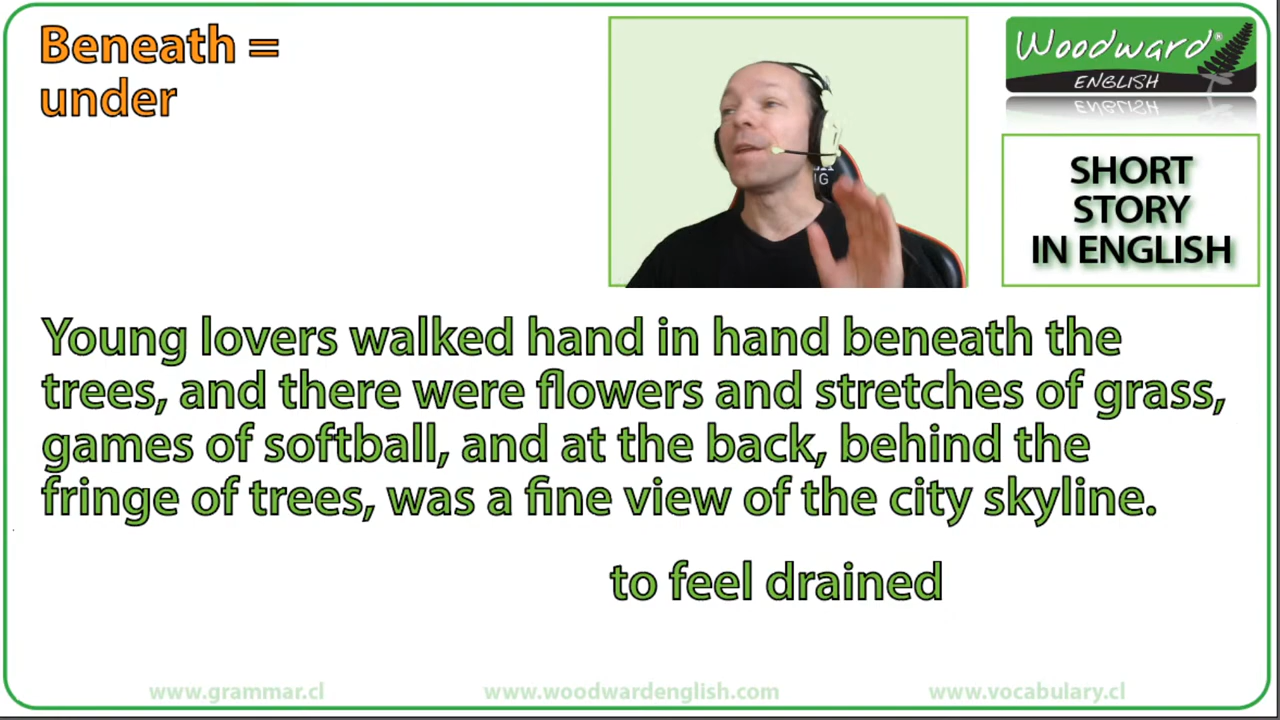 Beneath =
under
Woodward®
ENGLISH
SHORT
STORY
IN ENGLISH
Young lovers walked hand in hand beneath the
trees, and there were flowers and stretches of grass,
games of softball, and at the back, behind the
fringe of trees, was a fine view of the city skyline.
to feel drained
www.grammar.cl
www.woodwardenglish.com
www.vocabulary.cl